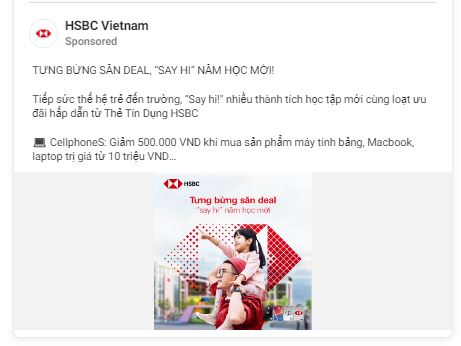 HSBC Vietnam
Sponsored
TƯNG BỪNG SĂN DEAL, “SAY HI” NĂM HỌC MỚI!
Tiếp sức thế hệ trẻ đến trường, “Say hi!” nhiều thành tích học tập mới cùng loạt ưu
đãi hấp dẫn từ Thẻ Tín Dụng HSBC
CellphoneS: Giảm 500.000 VND khi mua sản phẩm máy tính bảng, Macbook,
laptop trị giá từ 10 triệu VND...
HSBC
Tưng bừng săn deal
“say hi” năm học mới